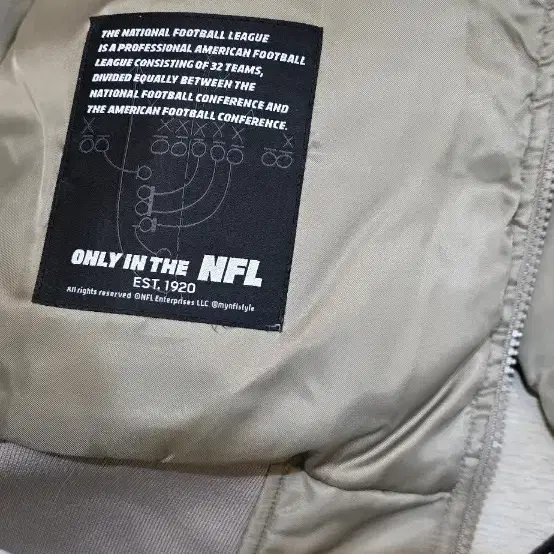 THE NATIONAL FOOTBALL LEAGUE
IS A PROFESSIONAL AMERICAN FOOTBALL
LEAGUE CONSISTING OF 32 TEAMS,
DIVIDED EQUALLY BETWEEN THE
NATIONAL FOOTBALL CONFERENCE AND
THE AMERICAN FOOTBALL CONFERENCE.
X X X X X X X
ONLY IN THE NFL
EST. 1920
All rights reserved ©NFL Enterprises LLC @mynflstyle